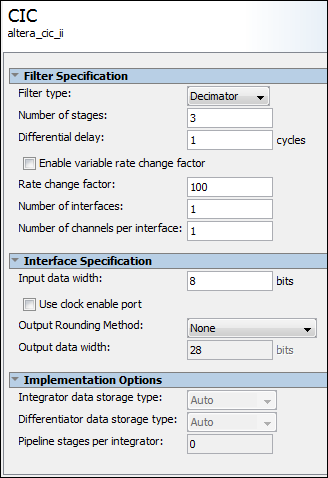 CIC
altera_cic_ii
Filter Specification
Filter type: Decimator
Number of stages: 3
Differential delay: 1 cycles
Enable variable rate change factor
Rate change factor: 100
Number of interfaces: 1
Number of channels per interface: 1
Interface Specification
Input data width: 8 bits
Use clock enable port
Output Rounding Method: None
Output data width: 28 bits
Implementation Options
Integrator data storage type: Auto
Differentiator data storage type: Auto
Pipeline stages per integrator: 0